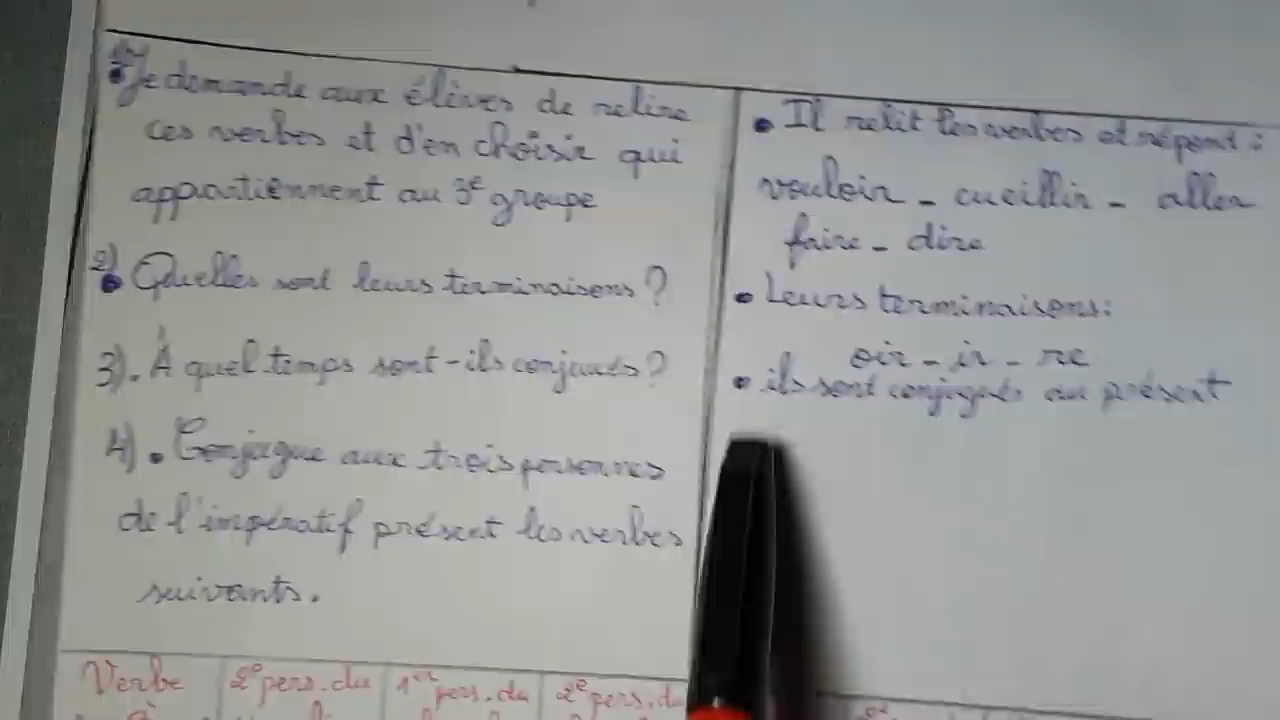 1) Je demande aux élèves de relire
ces verbes et d'en choisir qui
appartiennent au 3e groupe
2) • Quelles sont leurs terminaisons ?
3). À quel temps sont-ils conjués ?
4) • Conjugue aux trois personnes
de l'impératif présent les verbes
suivants.
Verbe
2e pers. du
1ère pers. du
2e pers. du
• Il relit les verbes et répond :
vouloir - cueillir - aller
faire - dire
• Leurs terminaisons :
oir - ir - re
• ils sont conjugués au présent